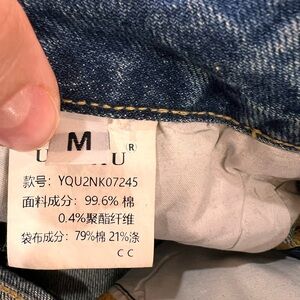 M
®
款号: YQU2NK07245
面料成分: 99.6% 棉
0.4%聚酯纤维
袋布成分: 79%棉 21%涤
C C